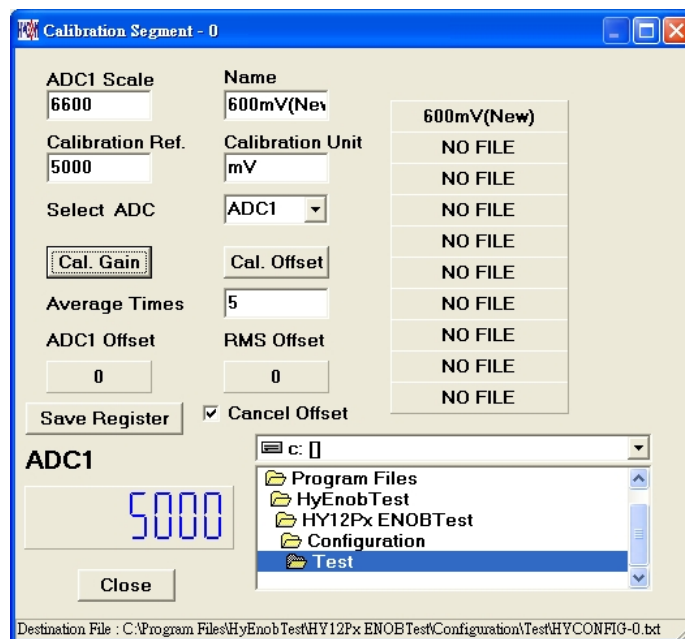 Calibration Segment - 0
ADC1 Scale
Name
6600
600mV(New
Calibration Ref.
Calibration Unit
5000
mV
Select ADC
ADC1
Cal. Gain
Cal. Offset
Average Times
5
ADC1 Offset
RMS Offset
0
0
Save Register
Cancel Offset
600mV(New)
NO FILE
NO FILE
NO FILE
NO FILE
NO FILE
NO FILE
NO FILE
NO FILE
NO FILE
ADC1
5000
Close
c: []
Program Files
HyEnobTest
HY12Px ENOBTest
Configuration
Test
Destination File : C:\Program Files\HyEnobTest\HY12Px ENOBTest\Configuration\Test\HYCONFIG-0.txt